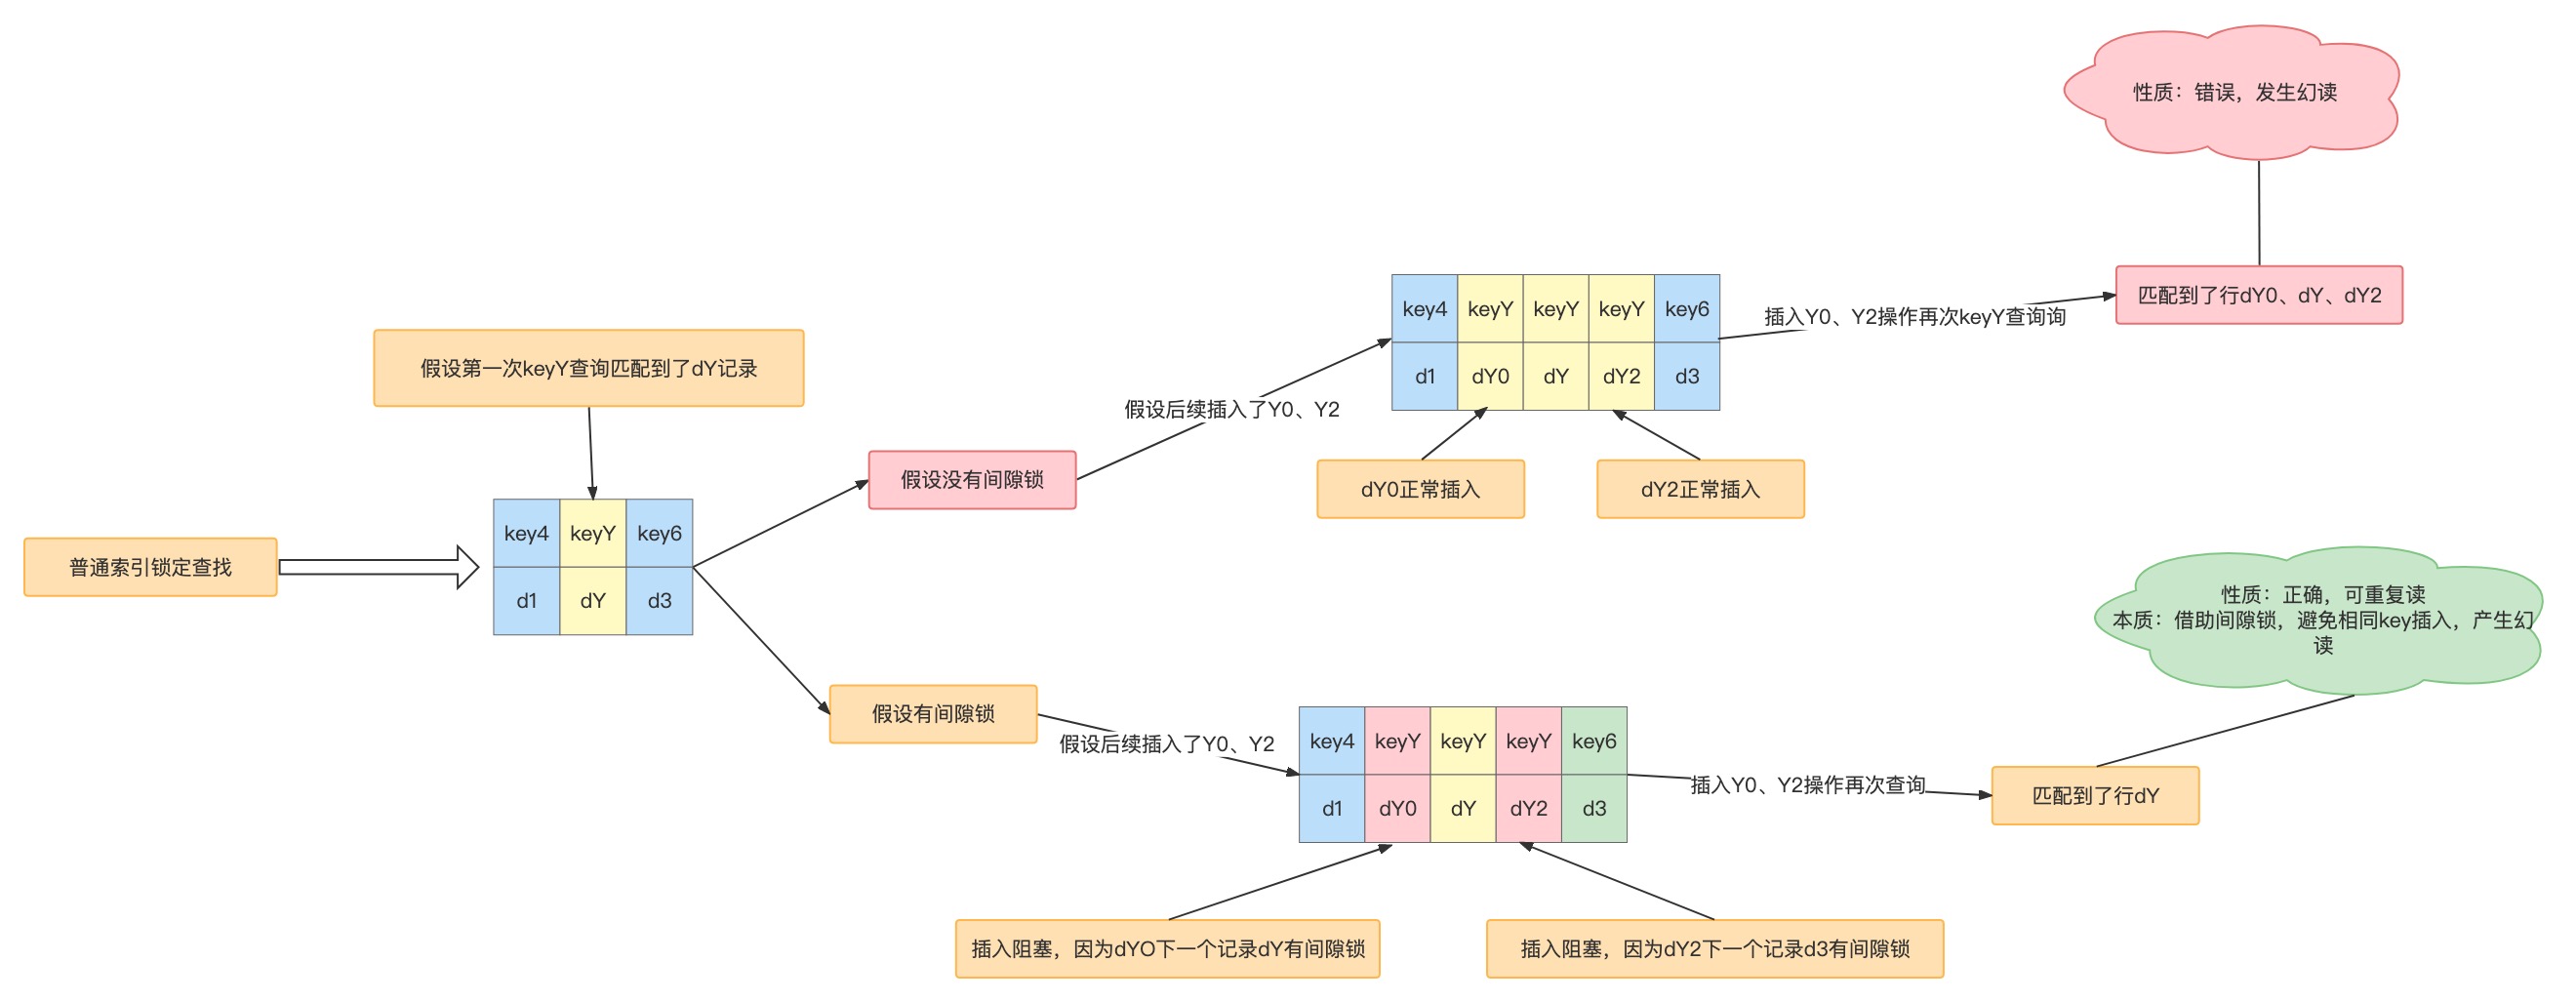 性质：错误，发生幻读
匹配到了行dY0、dY、dY2
插入Y0、Y2操作再次keyY查询询
key4 keyY keyY keyY key6
d1 dY0 dY dY2 d3
假设后续插入了Y0、Y2
dY0正常插入
dY2正常插入
假设第一次keyY查询匹配到了dY记录
假设没有间隙锁
普通索引锁定查找
key4 keyY key6
d1 dY d3
假设有间隙锁
假设后续插入了Y0、Y2
key4 keyY keyY keyY key6
d1 dY0 dY dY2 d3
插入Y0、Y2操作再次查询
匹配到了行dY
性质：正确，可重复读
本质：借助间隙锁，避免相同key插入，产生幻
读
插入阻塞，因为dYO下一个记录dY有间隙锁
插入阻塞，因为dY2下一个记录d3有间隙锁